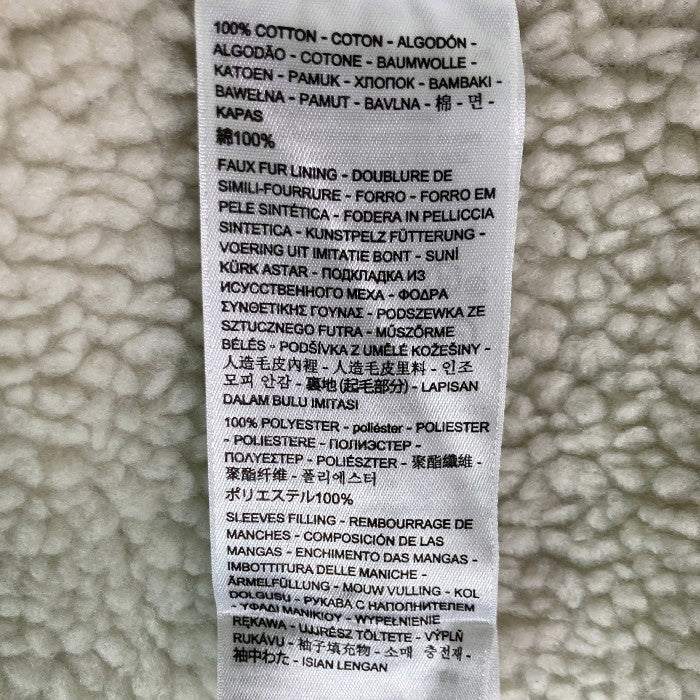 100% COTTON - COTON - ALGODÓN -
ALGODÃO - COTONE - BAUMWOLLE -
KATOEN - PAMUK - ХЛОПОК - BAMBAKI -
BAWEŁNA - PAMUT - BAVLNA - 棉 - 면 -
KAPAS
綿100%
FAUX FUR LINING - DOUBLURE DE
SIMILI-FOURRURE - FORRO - FORRO EM
PELE SINTÉTICA - FODERA IN PELLICCIA
SINTETICA - KUNSTPELZ FÜTTERUNG -
VOERING UIT IMITATIE BONT - SUNİ
KÜRK ASTAR - ПОДКЛАДКА ИЗ
ИСУССТВЕННОГО МЕХА - ΦΟΔΡΑ
ΣΥΝΘΕΤΙΚΗΣ ΓΟΥΝΑΣ - PODSZEWKA ZE
SZTUCZNEGO FUTRA - MŰSZŐRME
BÉLÉS - PODŠÍVKA Z UMĚLÉ KOŽEŠINY -
人造毛皮內裡 - 人造毛皮里料 - 인조
모피 안감 - 裏地(起毛部分) - LAPISAN
DALAM BULU IMITASI
100% POLYESTER - poliéster - POLIESTER
- POLIESTERE - ПОЛИЭСТЕР -
ΠΟΛΥΕΣΤΕΡ - POLIÉSZTER - 聚酯纖維 -
聚酯纤维 - 폴리에스터
ポリエステル100%
SLEEVES FILLING - REMBOURRAGE DE
MANCHES - COMPOSICIÓN DE LAS
MANGAS - ENCHIMENTO DAS MANGAS -
IMBOTTITURA DELLE MANICHE -
ÄRMELFÜLLUNG - MOUW VULLING - KOL
DOLGUSU - РУКАВА С НАПОЛНИТЕЛЕМ
- ΥΦΑΔΙ ΜΑΝΙΚΙΟΥ - WYPEŁNIENIE
RĘKAWA - UJJRÉSZ TÖLTETE - VÝPLŇ
RUKÁVU - 袖子填充物 - 소매 충전재 -
袖中わた - ISIAN LENGAN